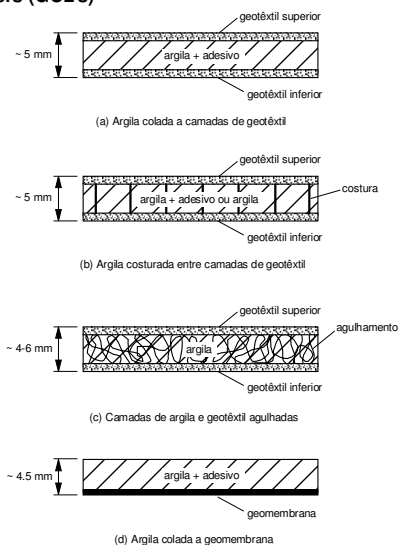 geotêxtil superior
~ 5 mm
argila + adesivo
geotêxtil inferior
(a) Argila colada a camadas de geotêxtil
geotêxtil superior
costura
~ 5 mm
argila + adesivo ou argila
geotêxtil inferior
(b) Argila costurada entre camadas de geotêxtil
geotêxtil superior
agulhamento
~ 4-6 mm
argila
geotêxtil inferior
(c) Camadas de argila e geotêxtil agulhadas
~ 4.5 mm
argila + adesivo
geomembrana
(d) Argila colada a geomembrana